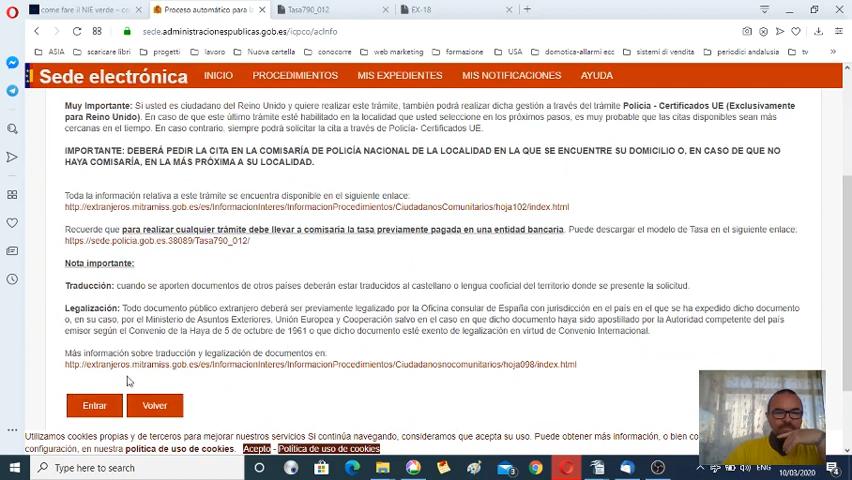 como fare il NIE verde -
Proceso automático para l
Tasa790_012
EX-18
88
sede.administracionespublicas.gob.es/icpco/acInfo
ASIA
scaricare libri
progetti
lavoro
Nuova cartella
conocorre
web marketing
formazione
USA
domotica-allarmi ecc
sistemi di vendita
periodici andalusia
tv
Sede electrónica
INICIO
PROCEDIMIENTOS
MIS EXPEDIENTES
MIS NOTIFICACIONES
AYUDA
Muy Importante: Si usted es ciudadano del Reino Unido y quiere realizar este trámite, también podrá realizar dicha gestión a través del trámite Policía - Certificados UE (Exclusivamente
para Reino Unido). En caso de que este último trámite esté habilitado en la localidad que usted seleccione en los próximos pasos, es muy probable que las citas disponibles sean más
cercanas en el tiempo. En caso contrario, siempre podrá solicitar la cita a través de Policía- Certificados UE.
IMPORTANTE: DEBERÁ PEDIR LA CITA EN LA COMISARÍA DE POLICÍA NACIONAL DE LA LOCALIDAD EN LA QUE SE ENCUENTRE SU DOMICILIO O, EN CASO DE QUE NO
HAYA COMISARÍA, EN LA MÁS PRÓXIMA A SU LOCALIDAD.
Toda la información relativa a este trámite se encuentra disponible en el siguiente enlace:
http://extranjeros.mitramiss.gob.es/es/InformacionInteres/InformacionProcedimientos/CiudadanosComunitarios/hoja102/index.html
Recuerde que para realizar cualquier trámite debe llevar a comisaría la tasa previamente pagada en una entidad bancaria. Puede descargar el modelo de Tasa en el siguiente enlace:
https://sede.policia.gob.es:38089/Tasa790_012/
Nota importante:
Traducción: cuando se aporten documentos de otros países deberán estar traducidos al castellano o lengua cooficial del territorio donde se presente la solicitud.
Legalización: Todo documento público extranjero deberá ser previamente legalizado por la Oficina consular de España con jurisdicción en el país en el que se ha expedido dicho documento
o, en su caso, por el Ministerio de Asuntos Exteriores, Unión Europea y Cooperación salvo en el caso en que dicho documento haya sido apostillado por la Autoridad competente del país
emisor según el Convenio de la Haya de 5 de octubre de 1961 o que dicho documento esté exento de legalización en virtud de Convenio Internacional.
Más información sobre traducción y legalización de documentos en:
http://extranjeros.mitramiss.gob.es/es/InformacionInteres/InformacionProcedimientos/Ciudadanosnocomunitarios/hoja098/index.html
Entrar
Volver
Utilizamos cookies propias y de terceros para mejorar nuestros servicios Si continúa navegando, consideramos que acepta su uso. Puede obtener más información, o bien co
configuración, en nuestra política de uso de cookies. Acepto - Política de uso de cookies
Type here to search
ENG
10/03/2020